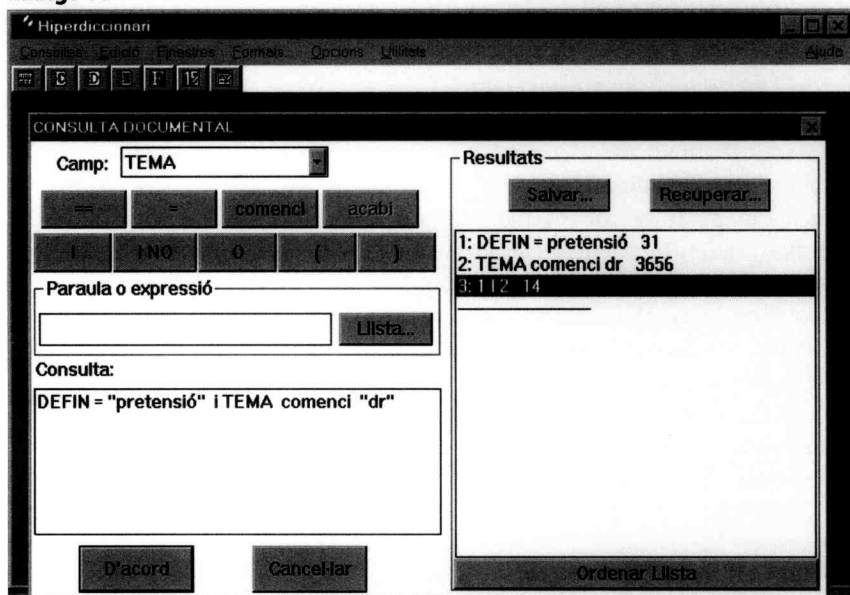 Hiperdiccionari
Consultes Edició Finestres Formats Opcions Utilitats Ajuda
CONSULTA DOCUMENTAL
Camp: TEMA
== = comenci acabi
I I NO O ( )
Paraula o expressió
Llista...
Consulta:
DEFIN = "pretensió" i TEMA comenci "dr"
D'acord Cancel·lar
Resultats
Salvar... Recuperar...
1: DEFIN = pretensió 31
2: TEMA comenci dr 3656
3: 1 I 2 14
Ordenar Llista